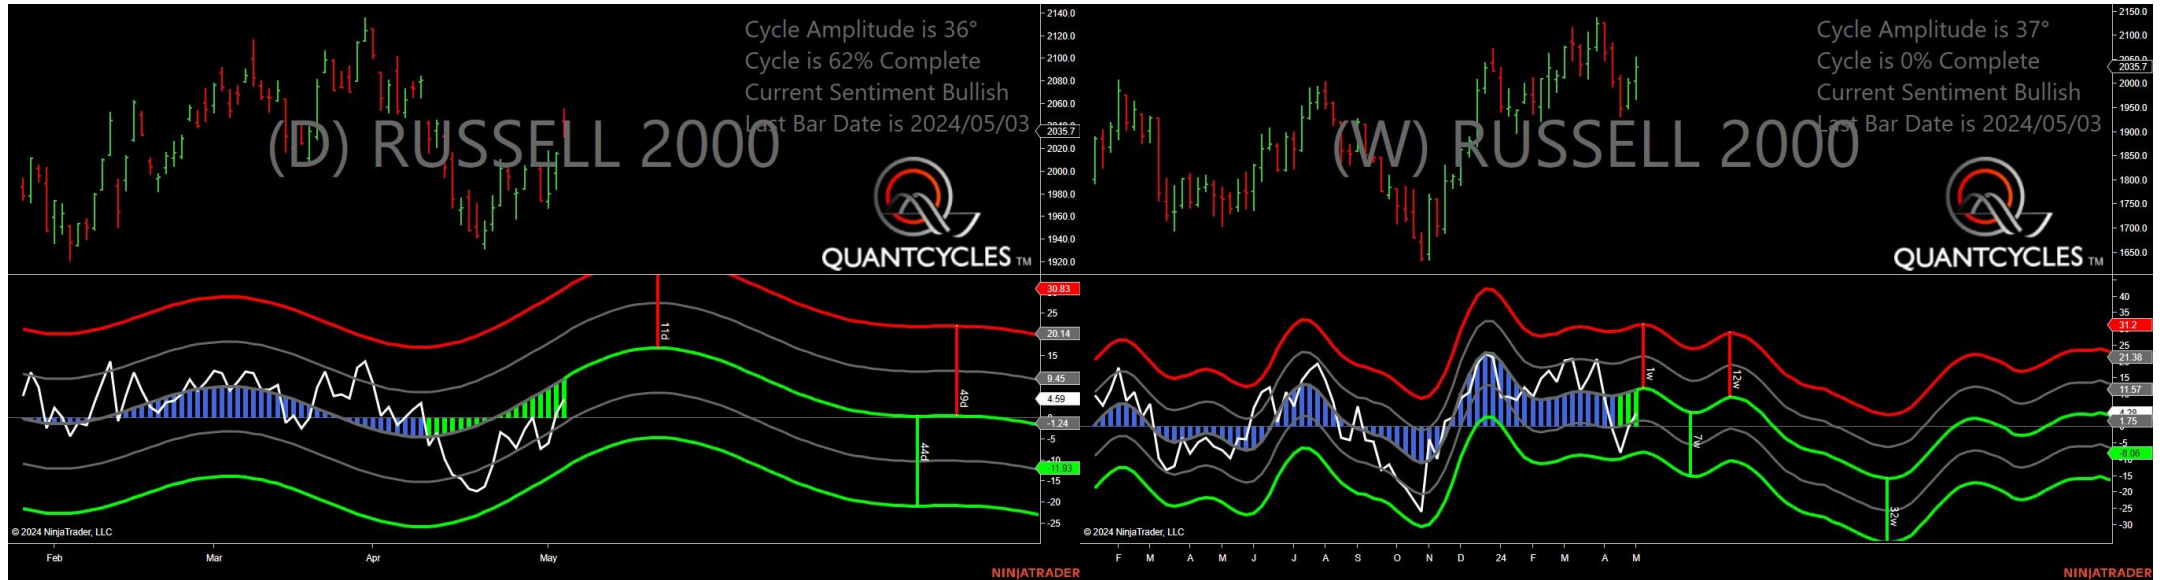 Cycle Amplitude is 36°
Cycle is 62% Complete
Current Sentiment Bullish
Last Bar Date is 2024/05/03
(D) RUSSELL 2000
QUANTCYCLES TM
2140.0
2120.0
2100.0
2080.0
2060.0
2035.7
2020.0
2000.0
1980.0
1960.0
1940.0
1920.0
30.83
25
20.14
15
9.45
4.59
-1.24
-5
-10
-11.93
-15
-20
-25
11d
44d
49d
© 2024 NinjaTrader, LLC
Feb Mar Apr May
NINJATRADER
Cycle Amplitude is 37°
Cycle is 0% Complete
Current Sentiment Bullish
Last Bar Date is 2024/05/03
(W) RUSSELL 2000
QUANTCYCLES TM
2150.0
2100.0
2050.0
2035.7
2000.0
1950.0
1900.0
1850.0
1800.0
1750.0
1700.0
1650.0
40
35
31.2
25
21.38
15
11.57
4.28
1.75
-5
-8.06
-15
-20
-25
-30
1w
7w
12w
32w
© 2024 NinjaTrader, LLC
F M A M J J A S O N D 24 F M A M
NINJATRADER